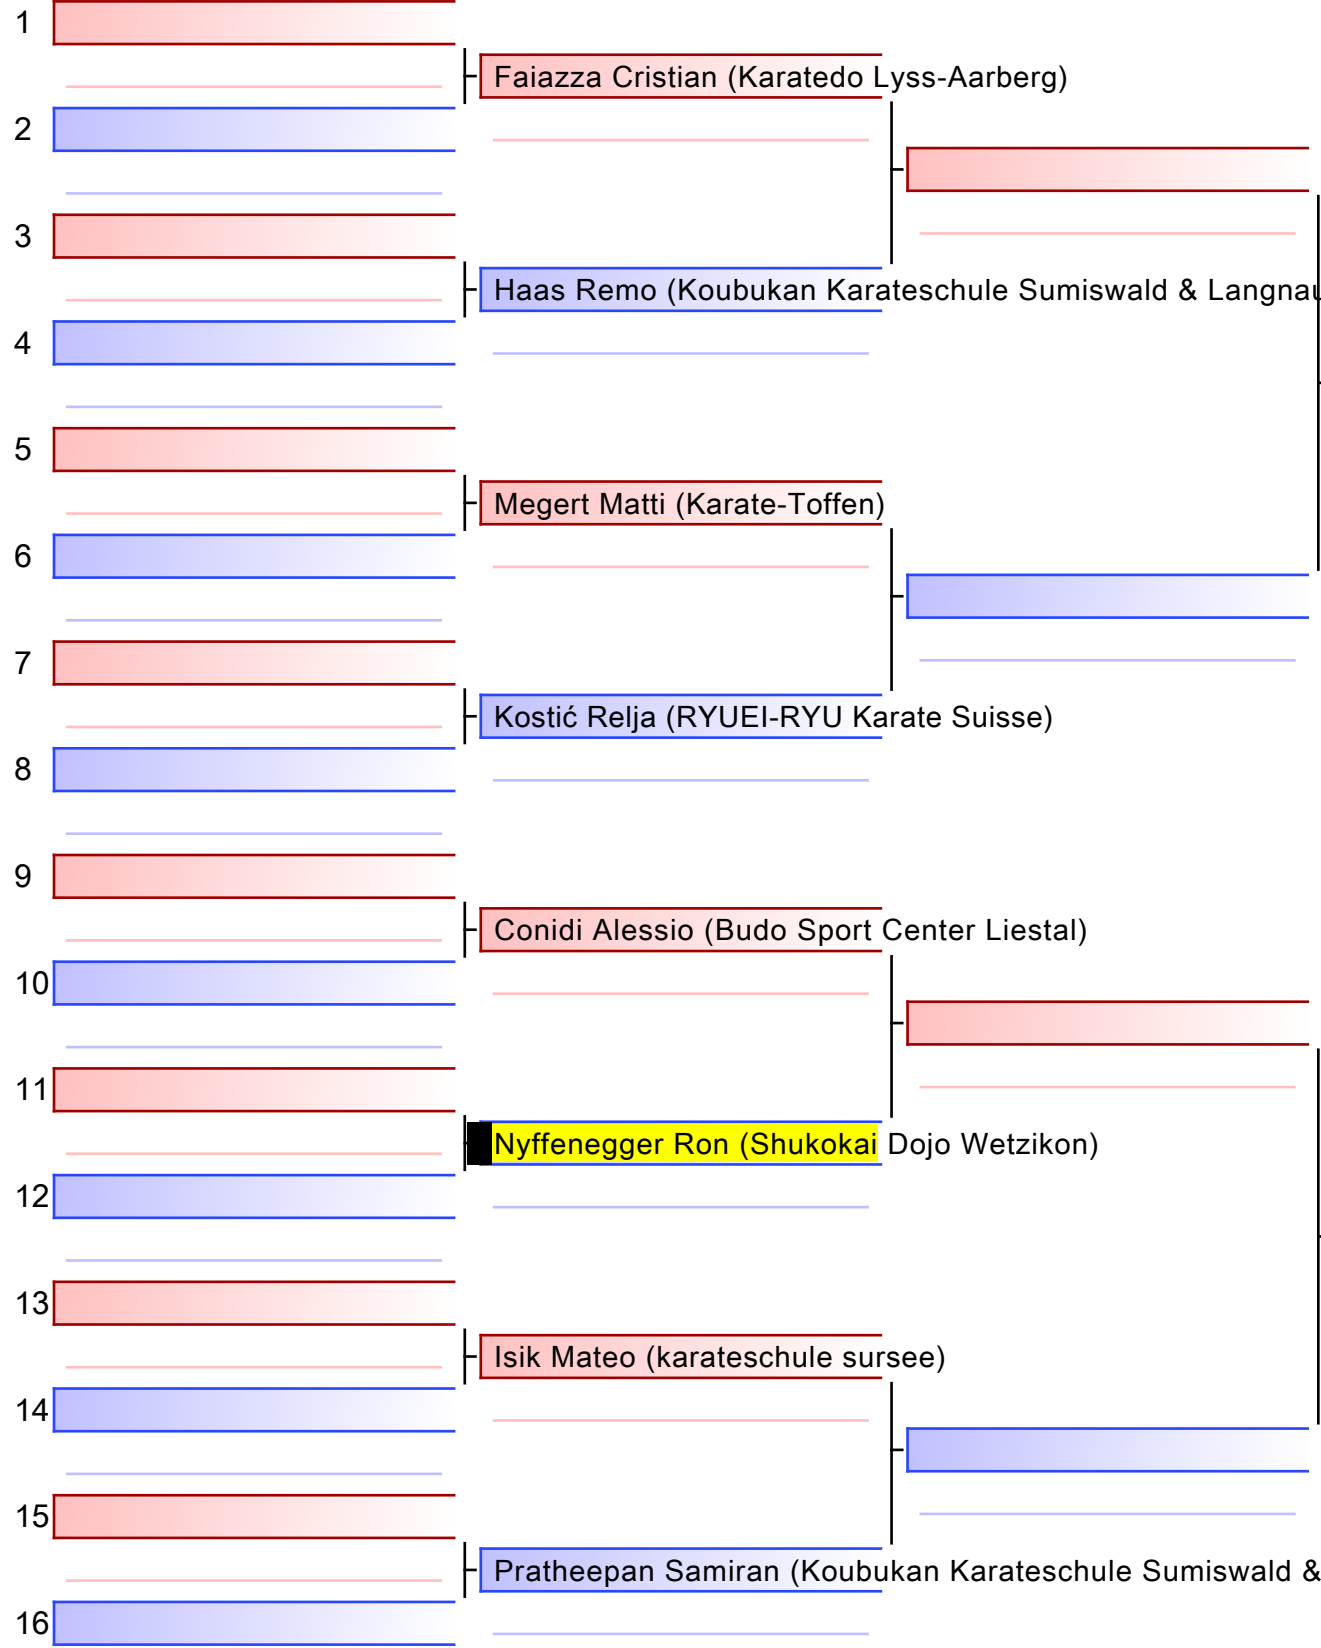 1
Faiazza Cristian (Karatedo Lyss-Aarberg)
2
3
Haas Remo (Koubukan Karateschule Sumiswald & Langnau
4
5
Megert Matti (Karate-Toffen)
6
7
Kostić Relja (RYUEI-RYU Karate Suisse)
8
9
Conidi Alessio (Budo Sport Center Liestal)
10
11
Nyffenegger Ron (Shukokai Dojo Wetzikon)
12
13
Isik Mateo (karateschule sursee)
14
15
Pratheepan Samiran (Koubukan Karateschule Sumiswald &
16